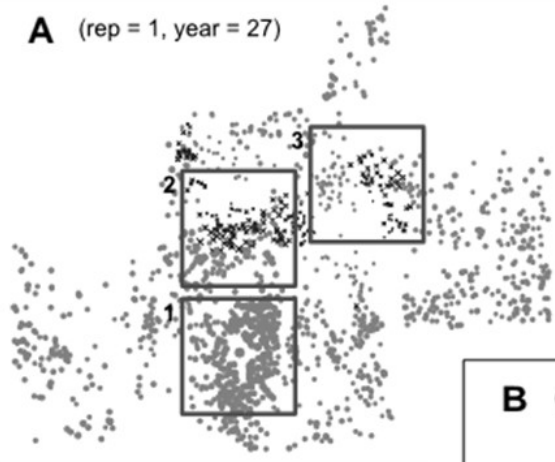 A (rep = 1, year = 27)
3
2
1
B